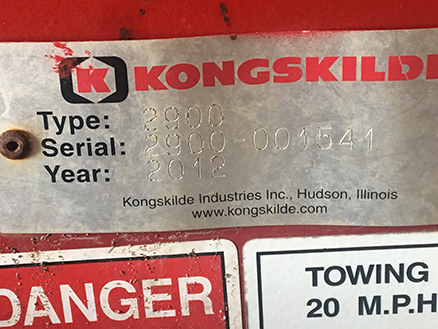 K KONGSKILDE
Type: 2900
Serial: 2900-001541
Year: 2012
Kongskilde Industries Inc., Hudson, Illinois
www.kongskilde.com
DANGER
TOWING
20 M.P.H